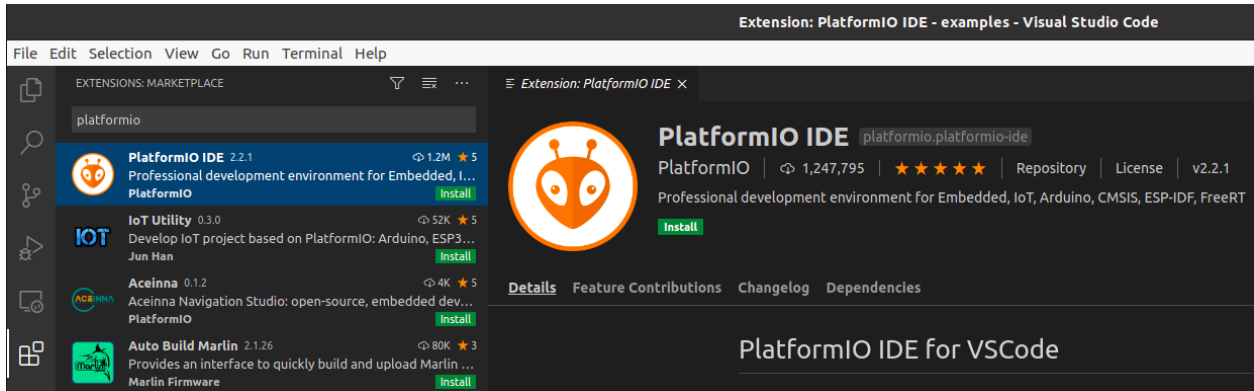 Extension: PlatformIO IDE - examples - Visual Studio Code
File Edit Selection View Go Run Terminal Help
EXTENSIONS: MARKETPLACE
platformio
PlatformIO IDE 2.2.1 1.2M ★5
Professional development environment for Embedded, I...
PlatformIO Install
IOT
IoT Utility 0.3.0 52K ★5
Develop IoT project based on PlatformIO: Arduino, ESP3...
Jun Han Install
ACEINNA
Aceinna 0.1.2 4K ★5
Aceinna Navigation Studio: open-source, embedded dev...
PlatformIO Install
marlin
Auto Build Marlin 2.1.26 80K ★3
Provides an interface to quickly build and upload Marlin ...
Marlin Firmware Install
Extension: PlatformIO IDE ×
PlatformIO IDE platformio.platformio-ide
PlatformIO | 1,247,795 | ★★★★★ | Repository | License | v2.2.1
Professional development environment for Embedded, IoT, Arduino, CMSIS, ESP-IDF, FreeRT
Install
Details Feature Contributions Changelog Dependencies
PlatformIO IDE for VSCode